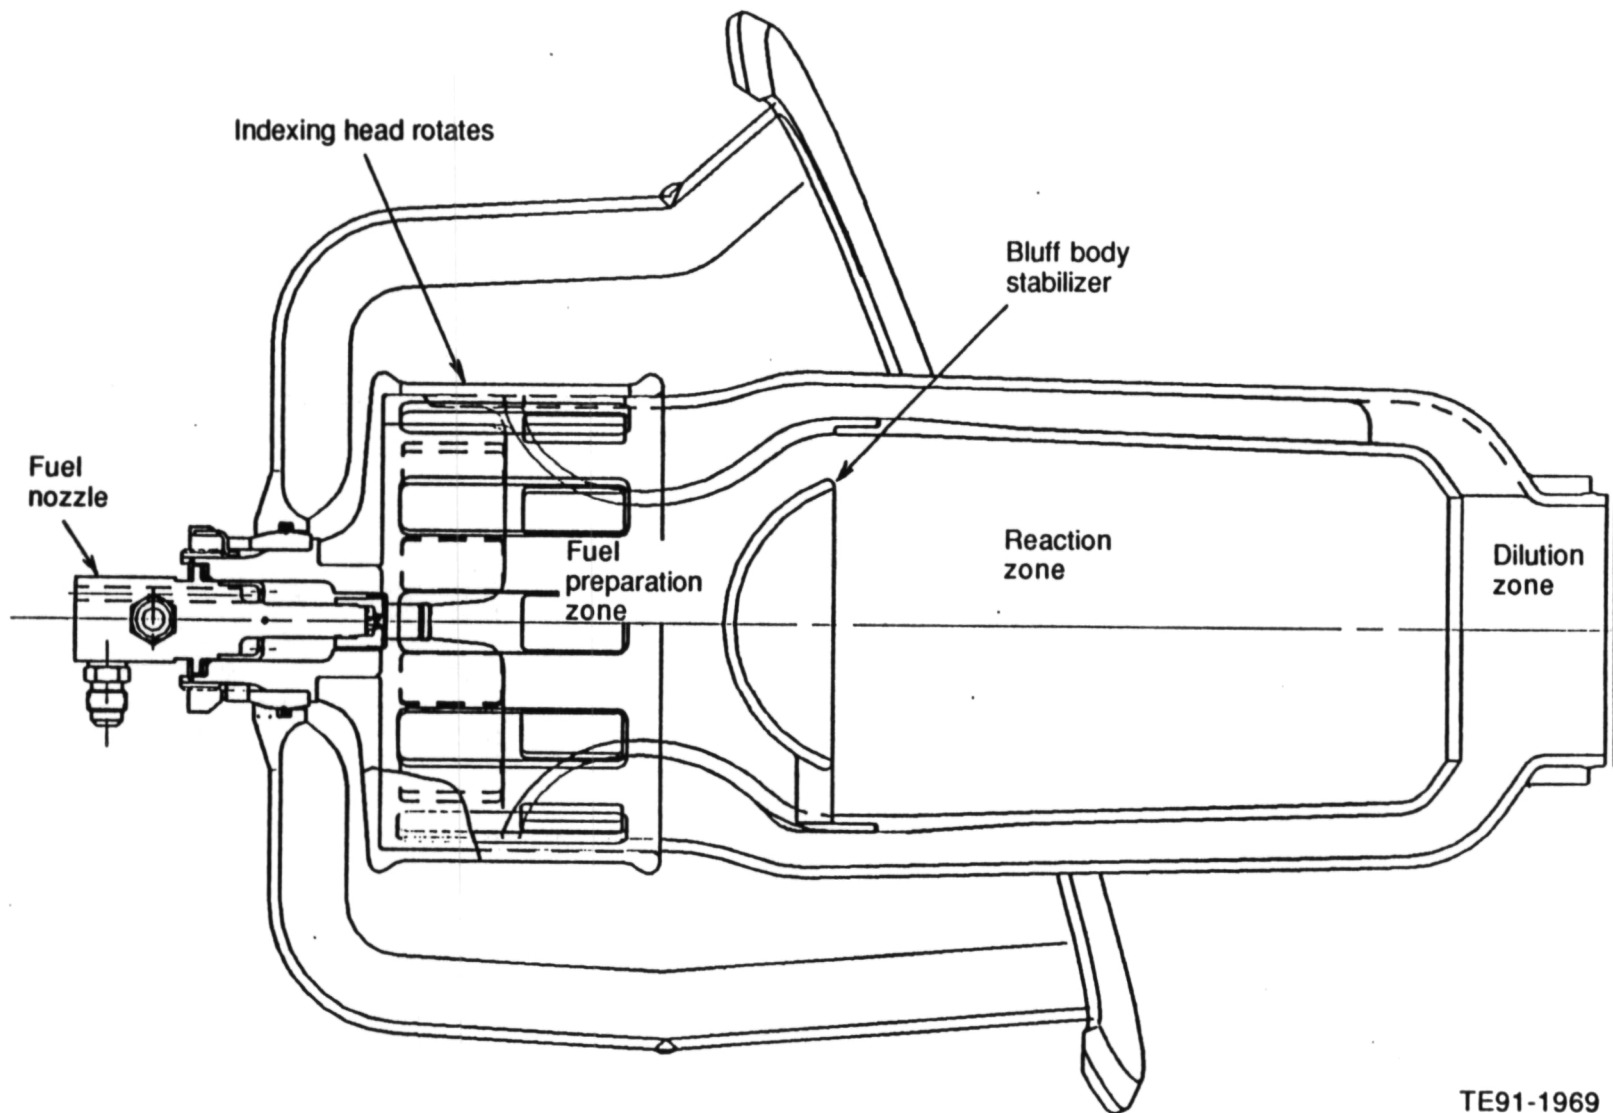 Indexing head rotates
Bluff body
stabilizer
Fuel
nozzle
Fuel
preparation
zone
Reaction
zone
Dilution
zone
TE91-1969